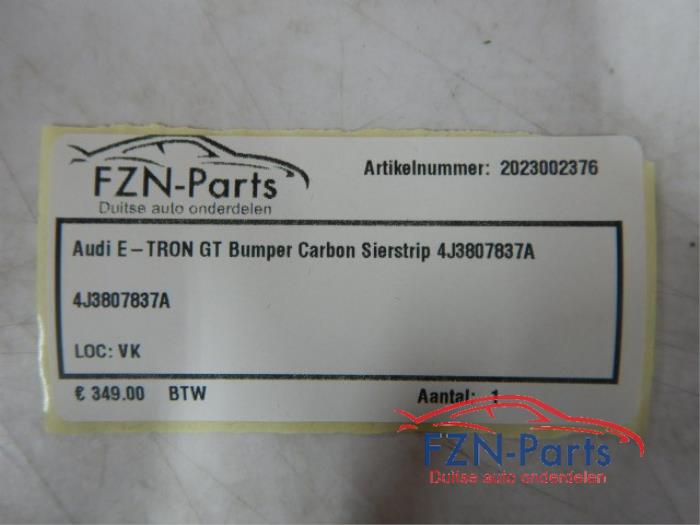 FZN-Parts
Duitse auto onderdelen
Artikelnummer: 2023002376
Audi E-TRON GT Bumper Carbon Sierstrip 4J3807837A
4J3807837A
LOC: VK
€ 349.00 BTW
Aantal: 1
FZN-Parts
Duitse auto onderdelen